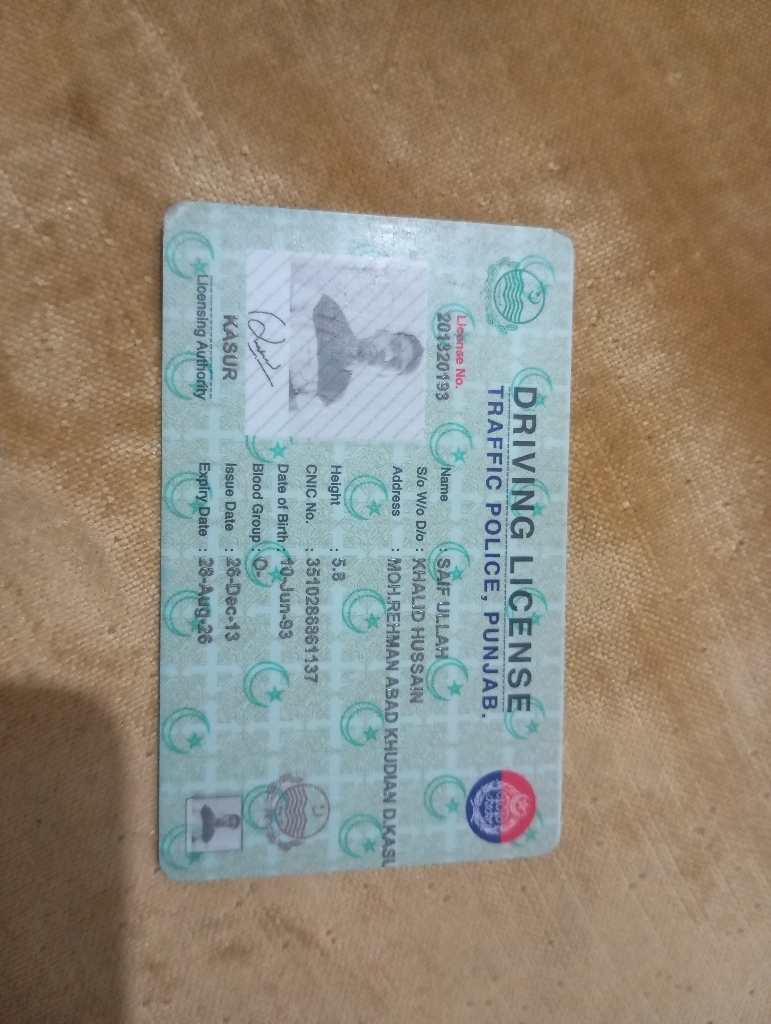 DRIVING LICENSE
TRAFFIC POLICE, PUNJAB.
License No.
201920193
Name : SAIF ULLAH
S/o W/o D/o : KHALID HUSSAIN
Address : MOH.REHMAN ABAD KHUDIAN D.KASU
Height : 5.8
CNIC No. : 3510286861137
Date of Birth : 10-Jun-93
Blood Group : O-
Issue Date : 26-Dec-13
Expiry Date : 28-Aug-26
KASUR
Licensing Authority